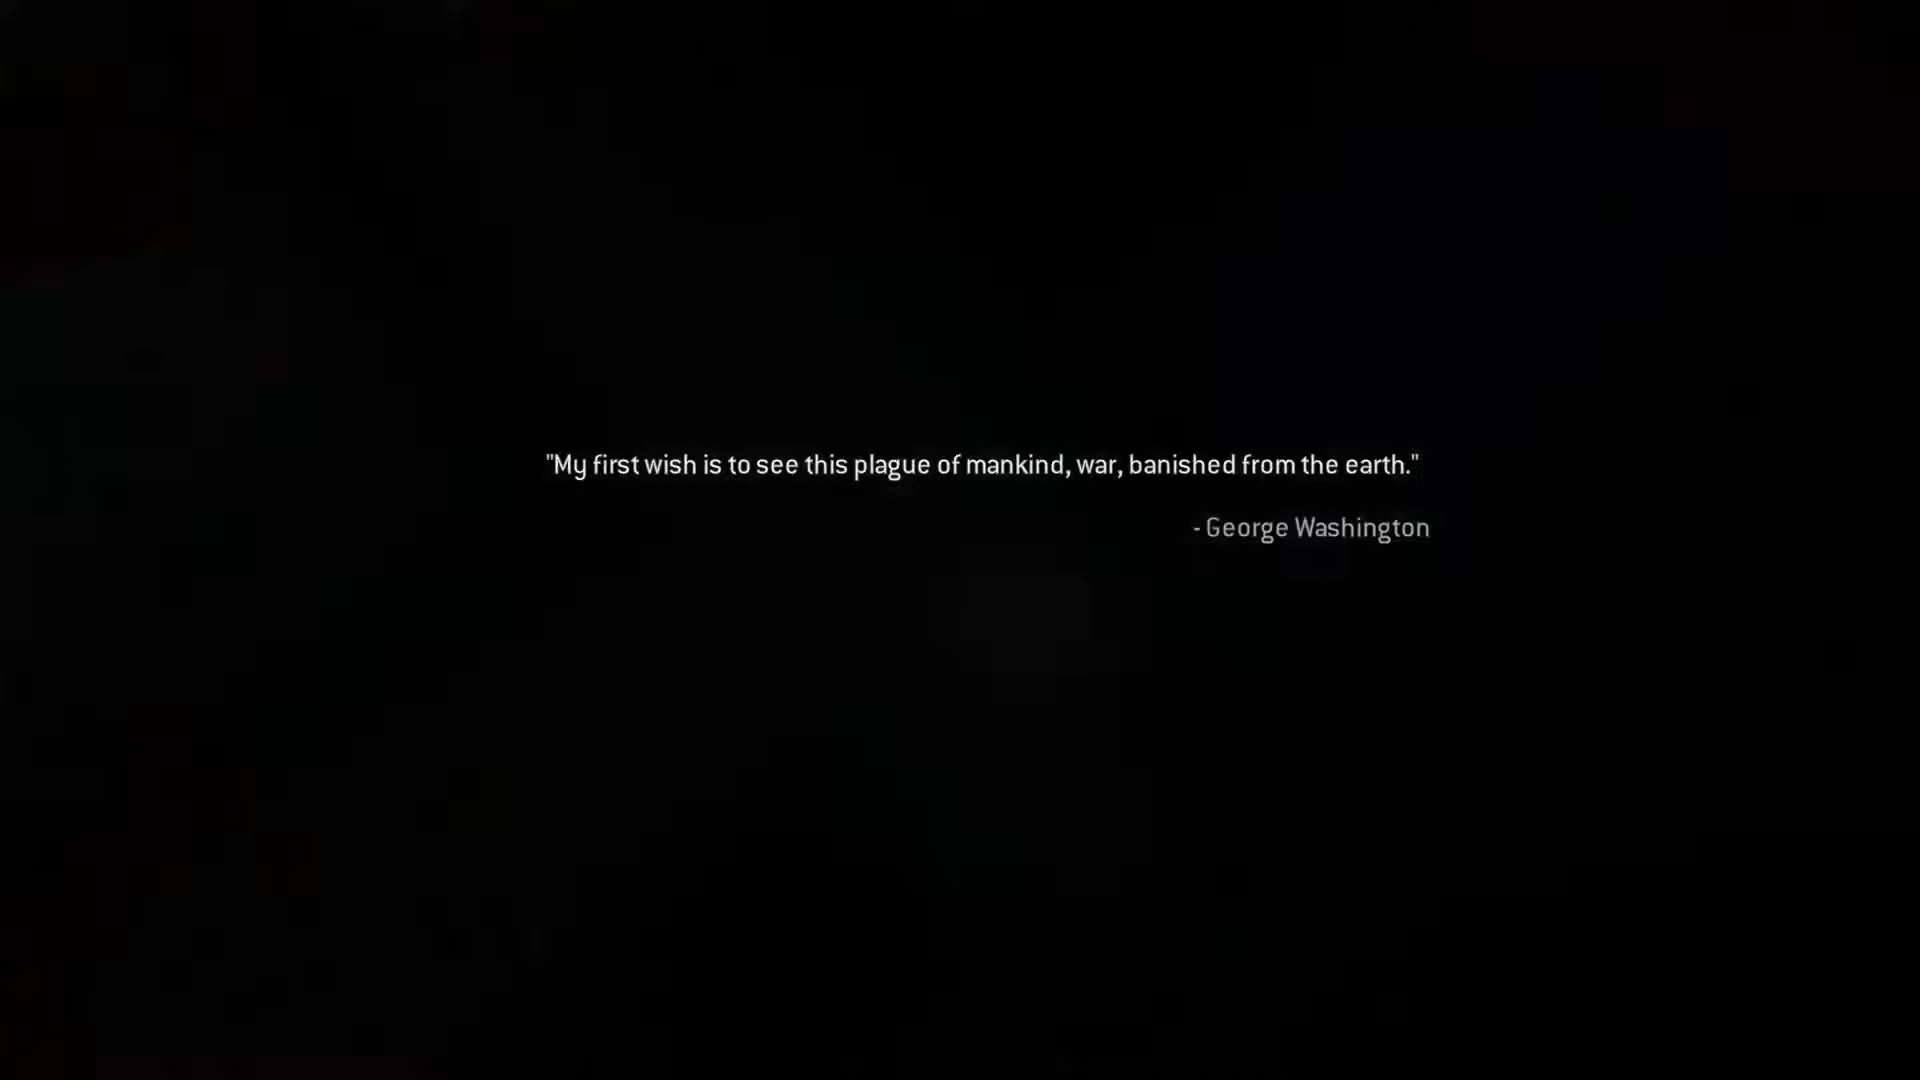 "My first wish is to see this plague of mankind, war, banished from the earth."
- George Washington